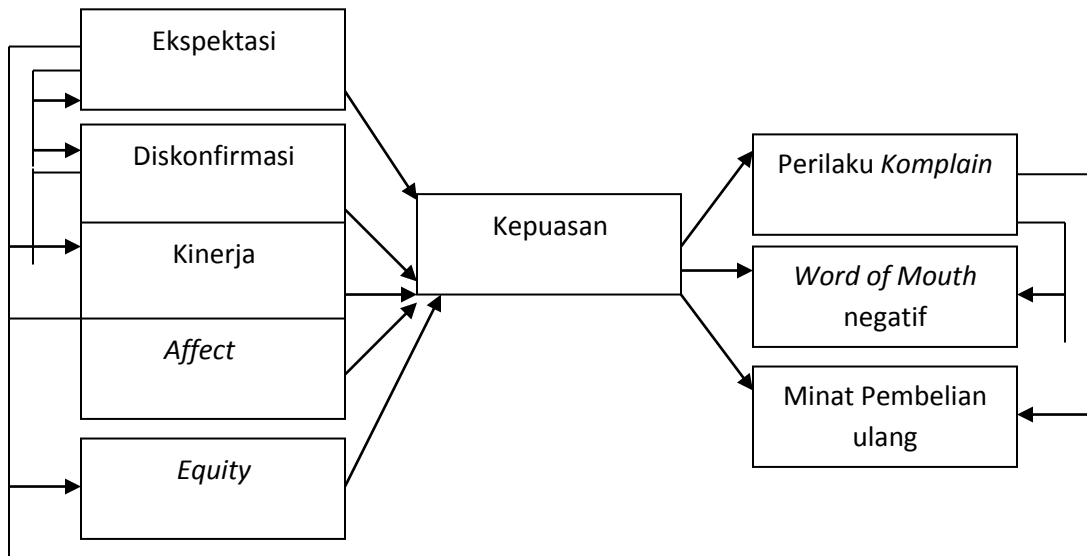 Ekspektasi
Diskonfirmasi
Kinerja
Affect
Equity
Kepuasan
Perilaku Komplain
Word of Mouth
negatif
Minat Pembelian
ulang